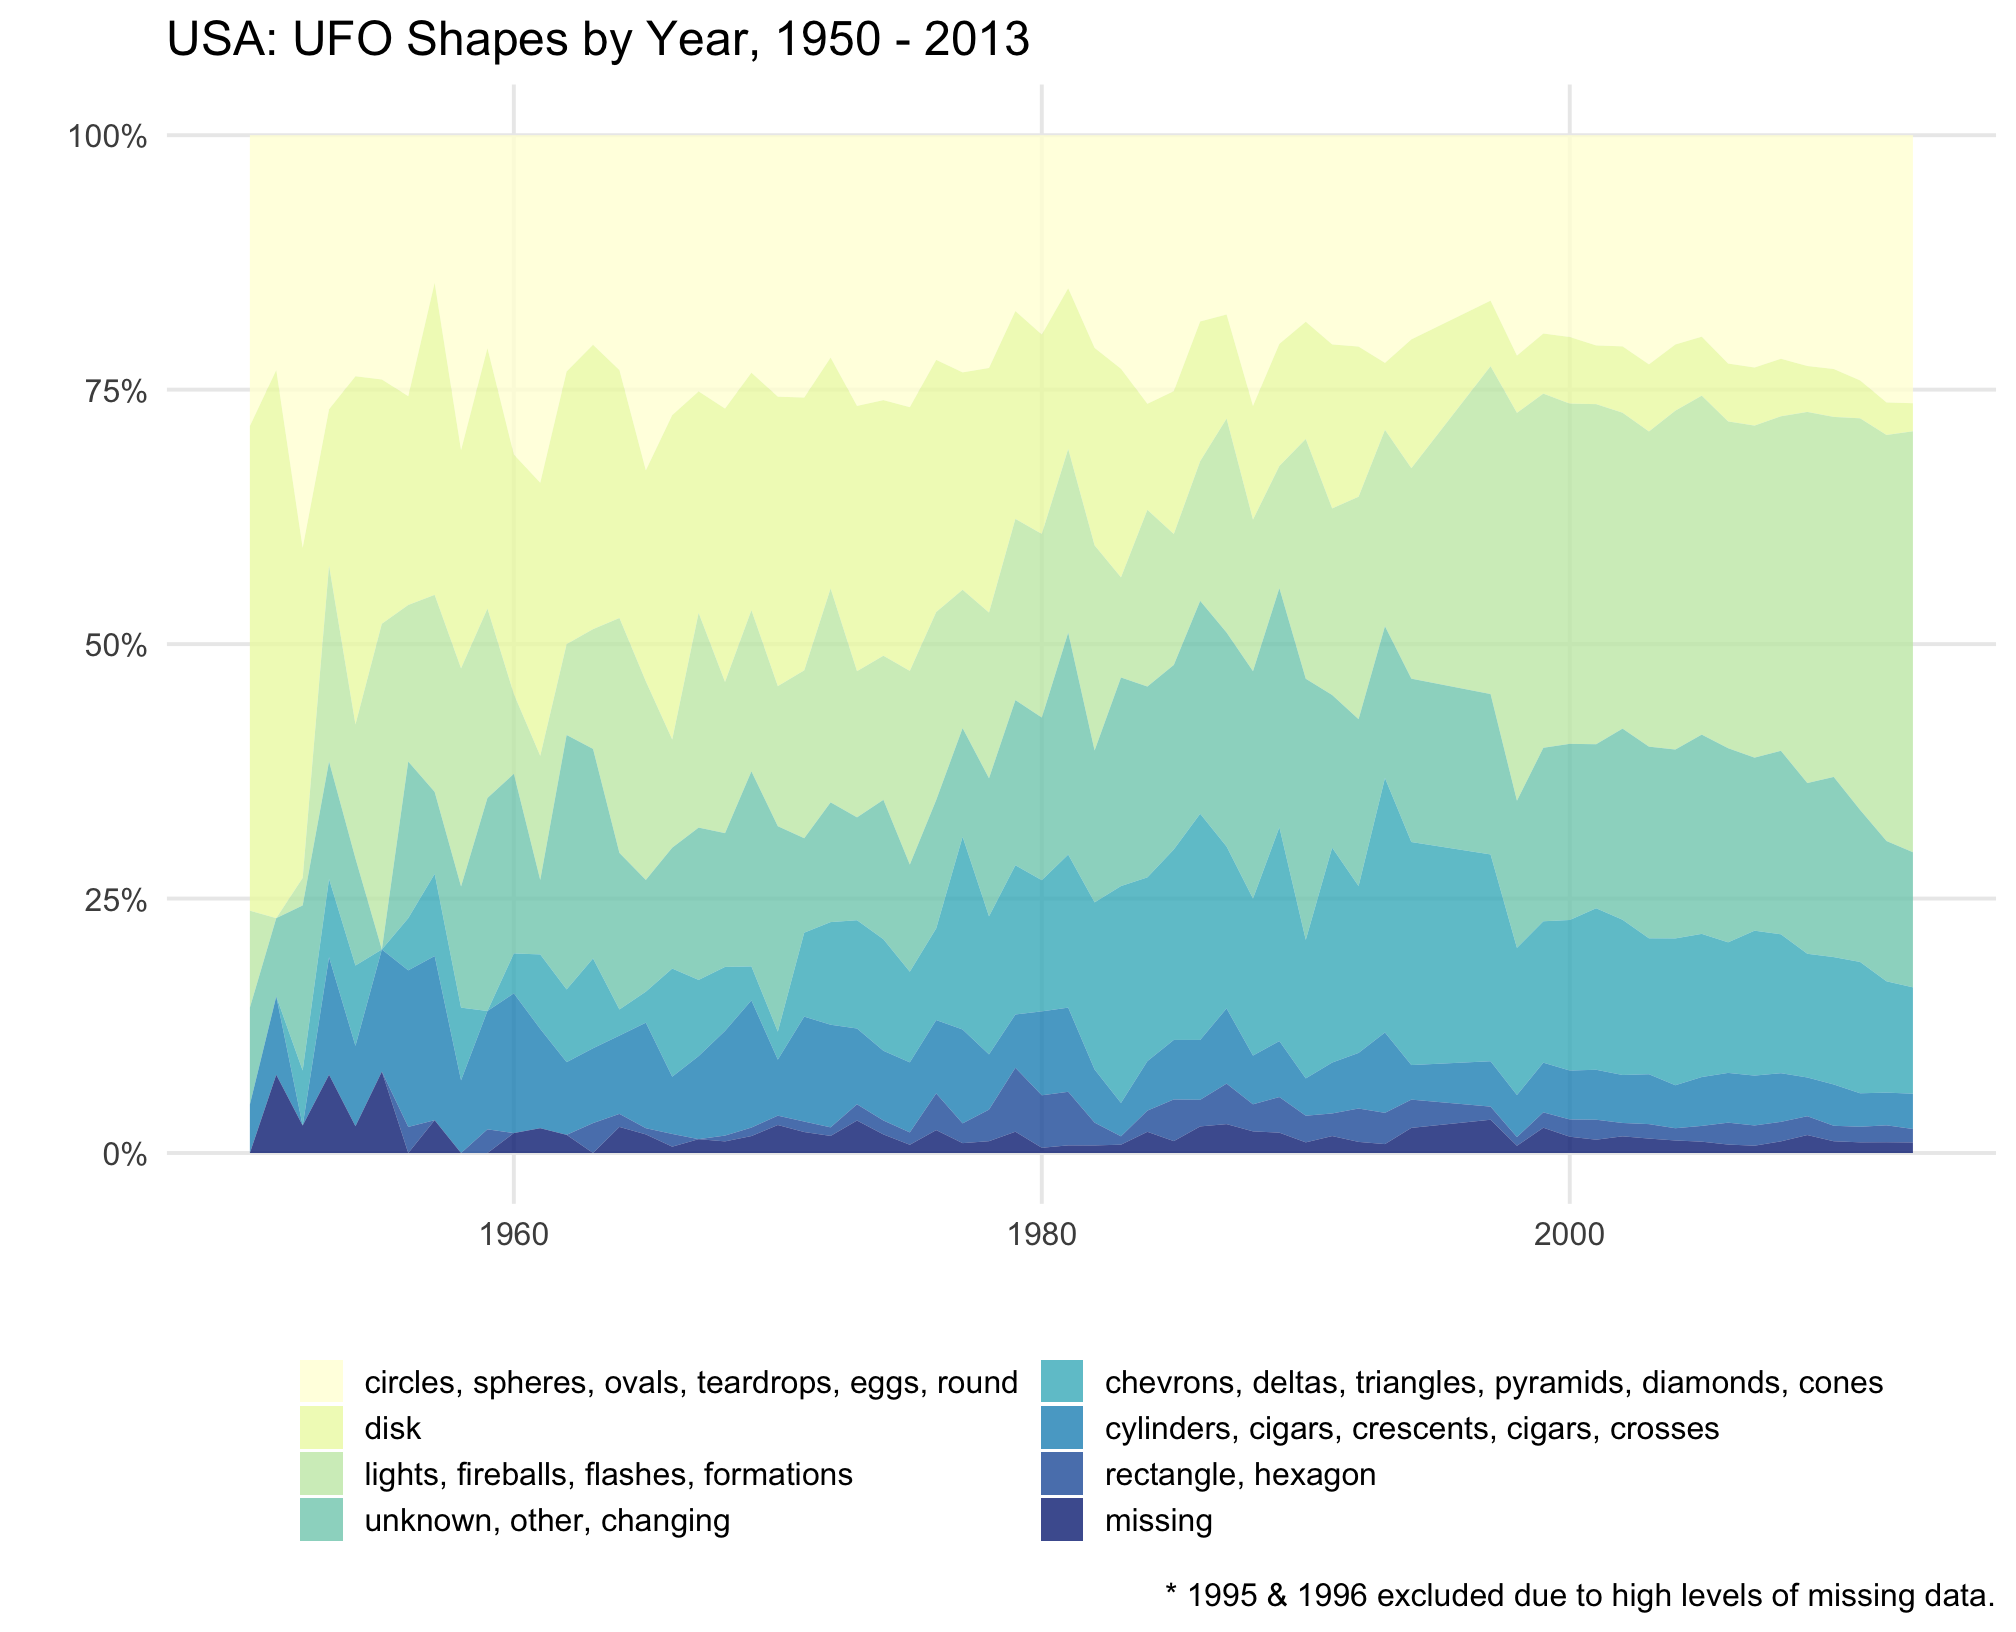 USA: UFO Shapes by Year, 1950 - 2013
100%
75%
50%
25%
0%
1960
1980
2000
circles, spheres, ovals, teardrops, eggs, round
disk
lights, fireballs, flashes, formations
unknown, other, changing
chevrons, deltas, triangles, pyramids, diamonds, cones
cylinders, cigars, crescents, cigars, crosses
rectangle, hexagon
missing
* 1995 & 1996 excluded due to high levels of missing data.